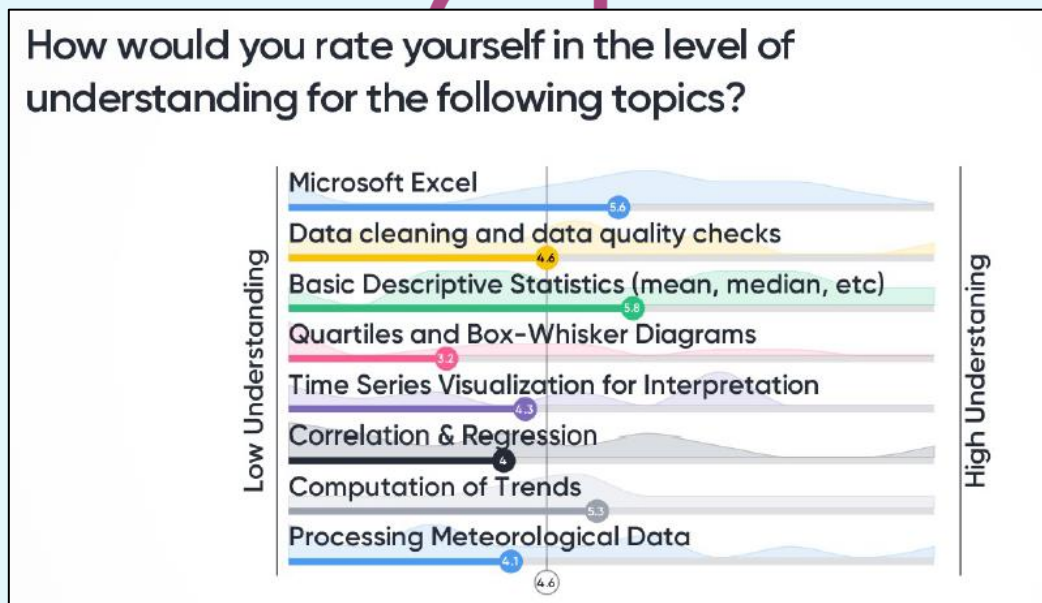 How would you rate yourself in the level of
understanding for the following topics?
Microsoft Excel
5.6
Data cleaning and data quality checks
4.6
Basic Descriptive Statistics (mean, median, etc)
5.8
Quartiles and Box-Whisker Diagrams
3.2
Time Series Visualization for Interpretation
4.3
Correlation & Regression
4
Computation of Trends
5.3
Processing Meteorological Data
4.1
4.6
Low Understanding
High Understaning